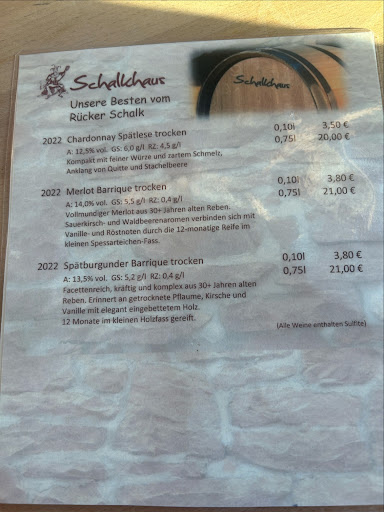 Schalkhaus
Schalkhaus
Unsere Besten vom
Rücker Schalk
2022 Chardonnay Spätlese trocken 0,10l 3,50 €
A: 12,5% vol. GS: 6,0 g/l RZ: 4,5 g/l 0,75l 20,00 €
Kompakt mit feiner Würze und zartem Schmelz,
Anklang von Quitte und Stachelbeere
2022 Merlot Barrique trocken 0,10l 3,80 €
A: 14,0% vol. GS: 5,5 g/l RZ: 0,4 g/l 0,75l 21,00 €
Vollmundiger Merlot aus 30+ Jahren alten Reben.
Sauerkirsch- und Waldbeerenaromen verbinden sich mit
Vanille- und Röstnoten durch die 12-monatige Reife im
kleinen Spessarteichen-Fass.
2022 Spätburgunder Barrique trocken 0,10l 3,80 €
A: 13,5% vol. GS: 5,2 g/l RZ: 0,4 g/l 0,75l 21,00 €
Facettenreich, kräftig und komplex aus 30+ Jahren alten
Reben. Erinnert an getrocknete Pflaume, Kirsche und
Vanille mit elegant eingebettetem Holz.
12 Monate im kleinen Holzfass gereift.
(Alle Weine enthalten Sulfite)